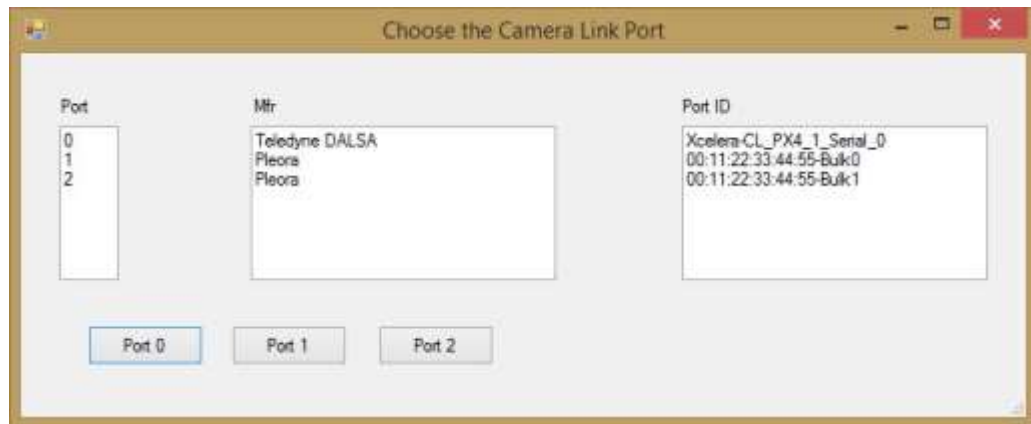 Choose the Camera Link Port
Port
Mfr
Port ID
0
1
2
Teledyne DALSA
Pleora
Pleora
Xcelera-CL_PX4_1_Serial_0
00:11:22:33:44:55-Bulk0
00:11:22:33:44:55-Bulk1
Port 0
Port 1
Port 2